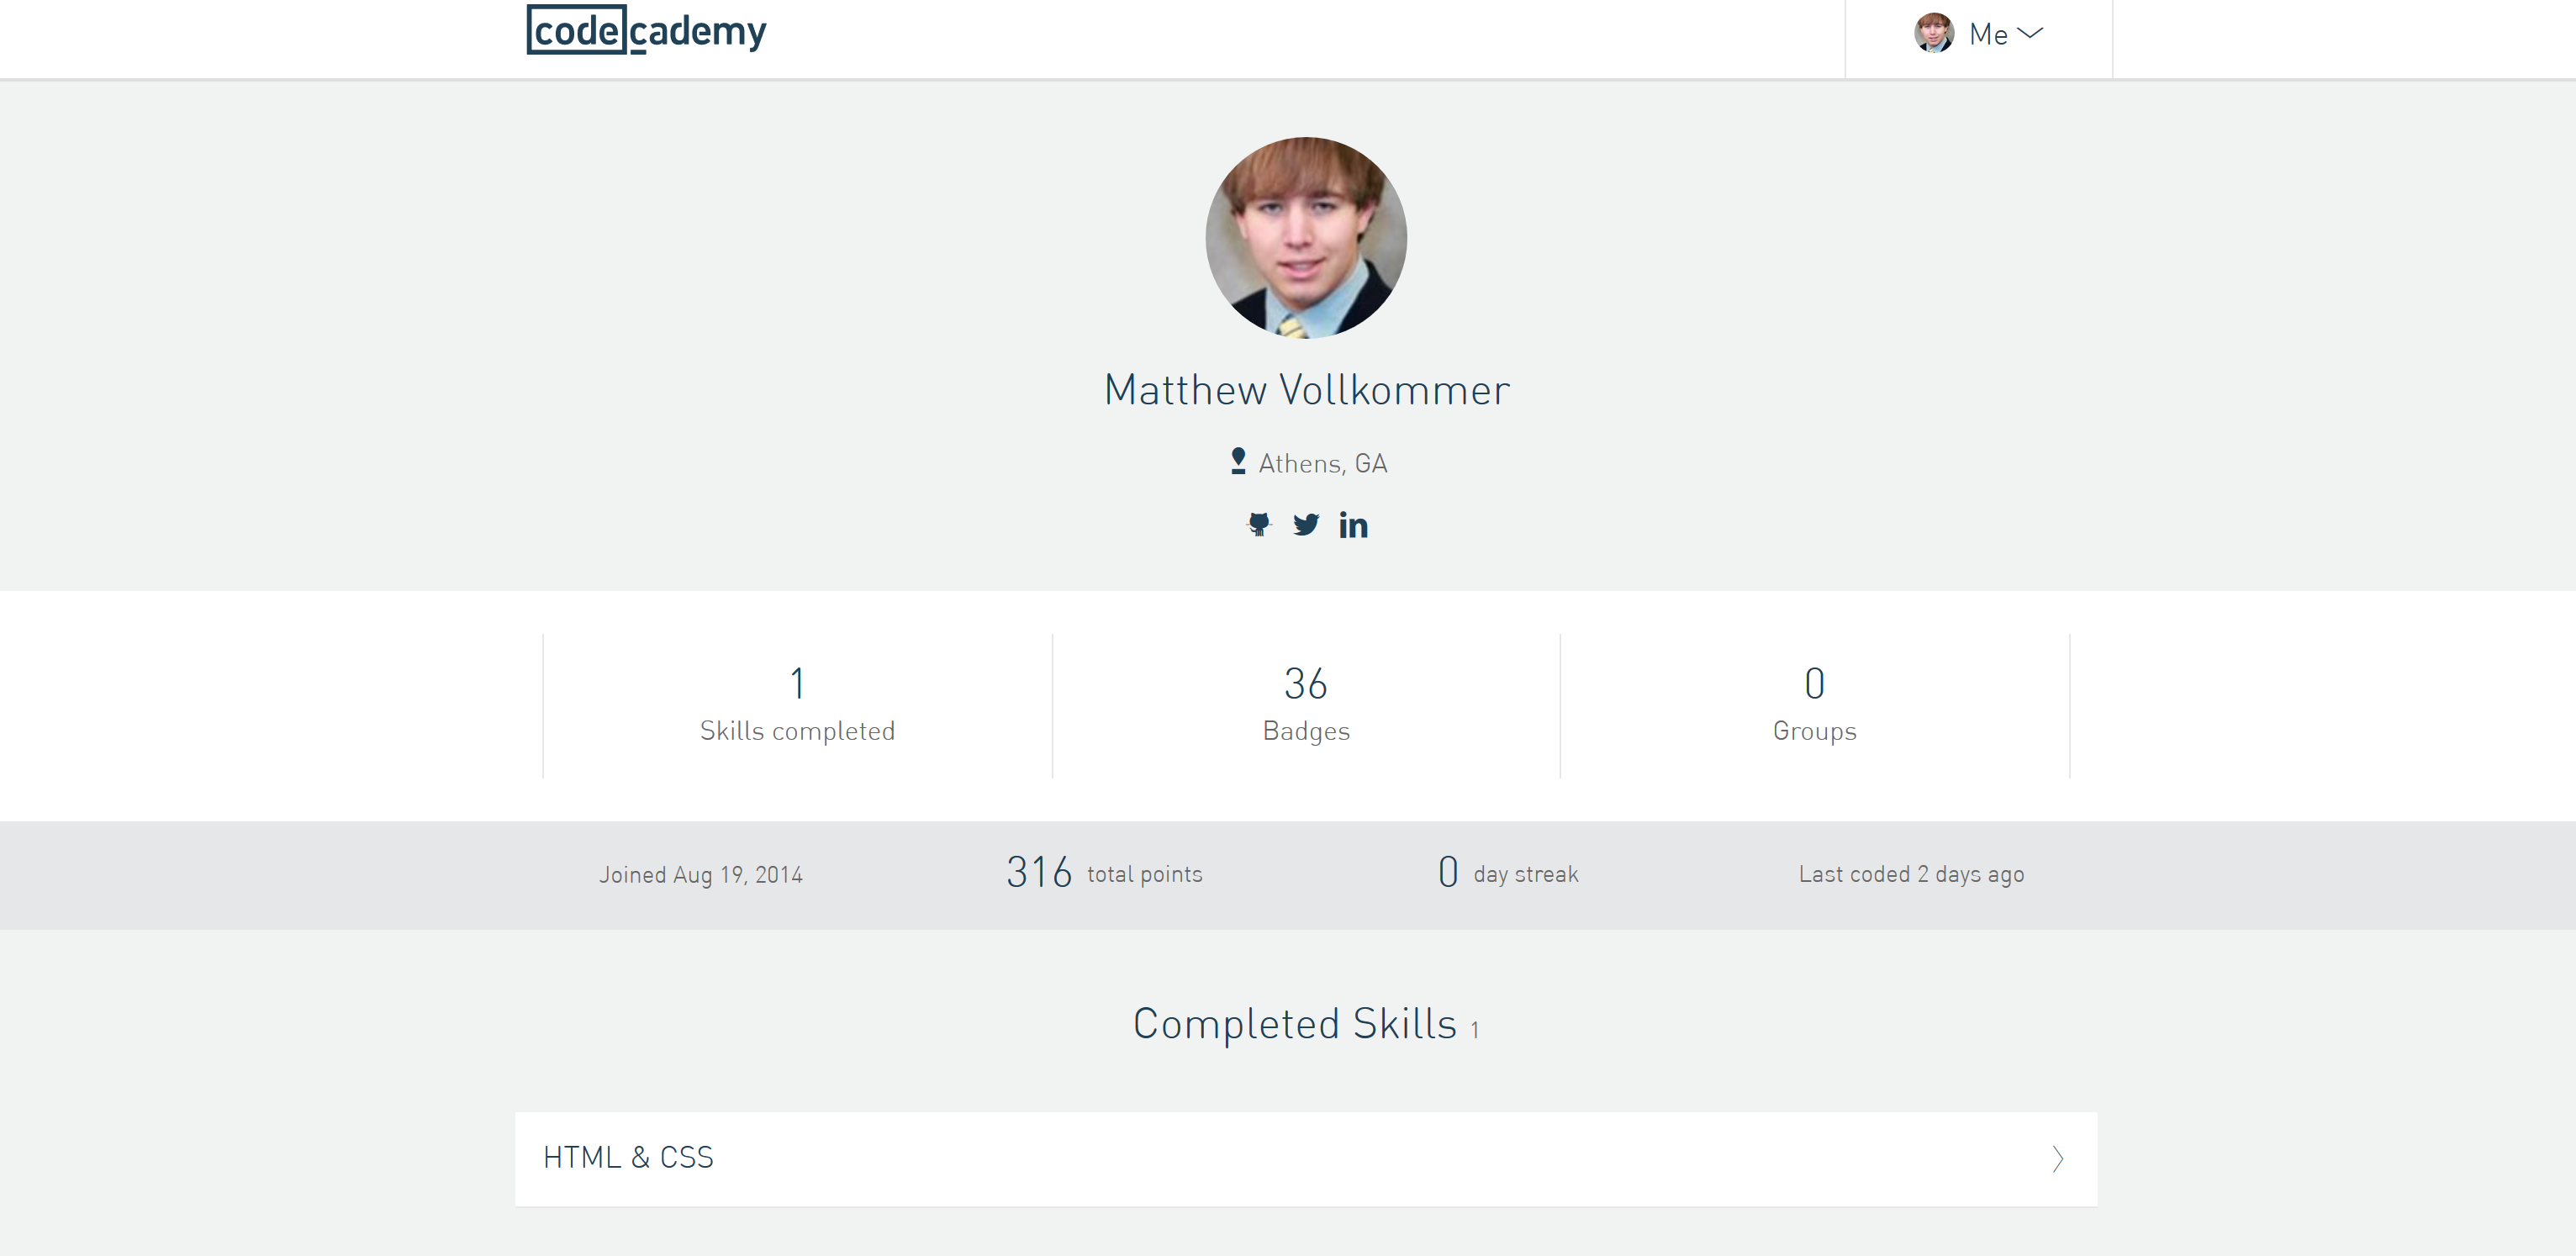 codecademy
Me
Matthew Vollkommer
Athens, GA
in
1
Skills completed
36
Badges
0
Groups
Joined Aug 19, 2014
316 total points
0 day streak
Last coded 2 days ago
Completed Skills 1
HTML & CSS